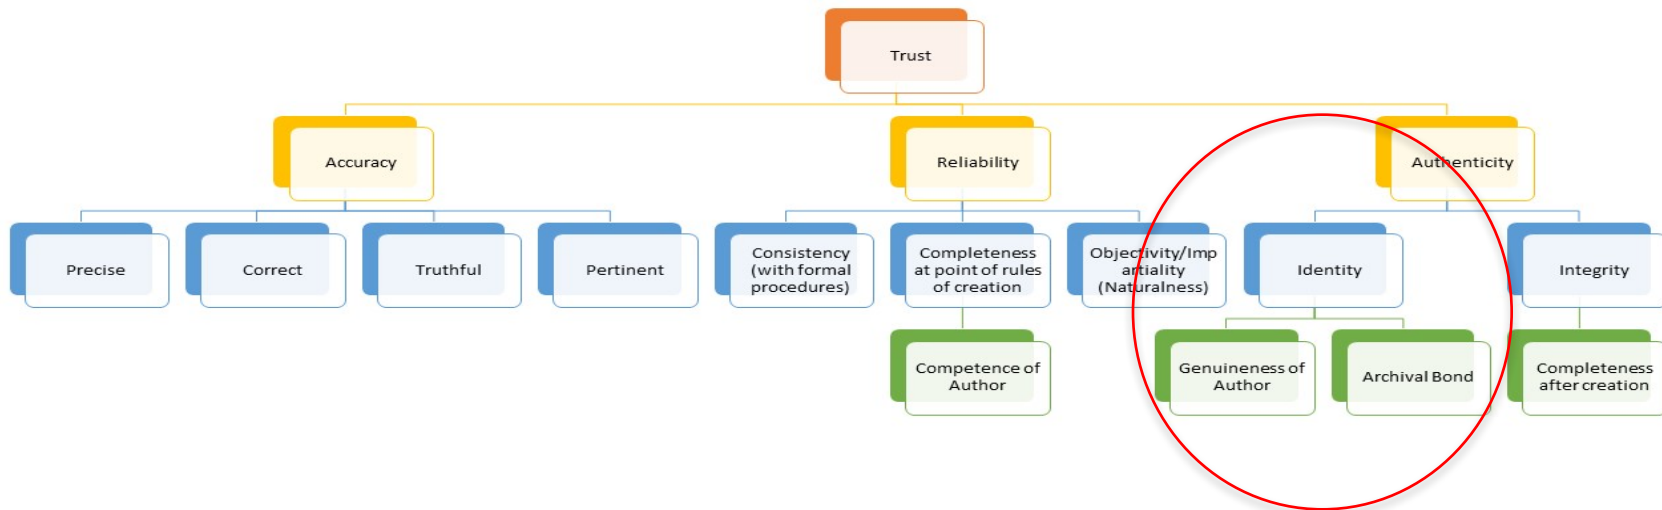 Trust
Accuracy
Reliability
Authenticity
Precise
Correct
Truthful
Pertinent
Consistency
(with formal
procedures)
Completeness
at point of rules
of creation
Objectivity/Imp
artiality
(Naturalness)
Identity
Integrity
Competence of
Author
Genuineness of
Author
Archival Bond
Completeness
after creation